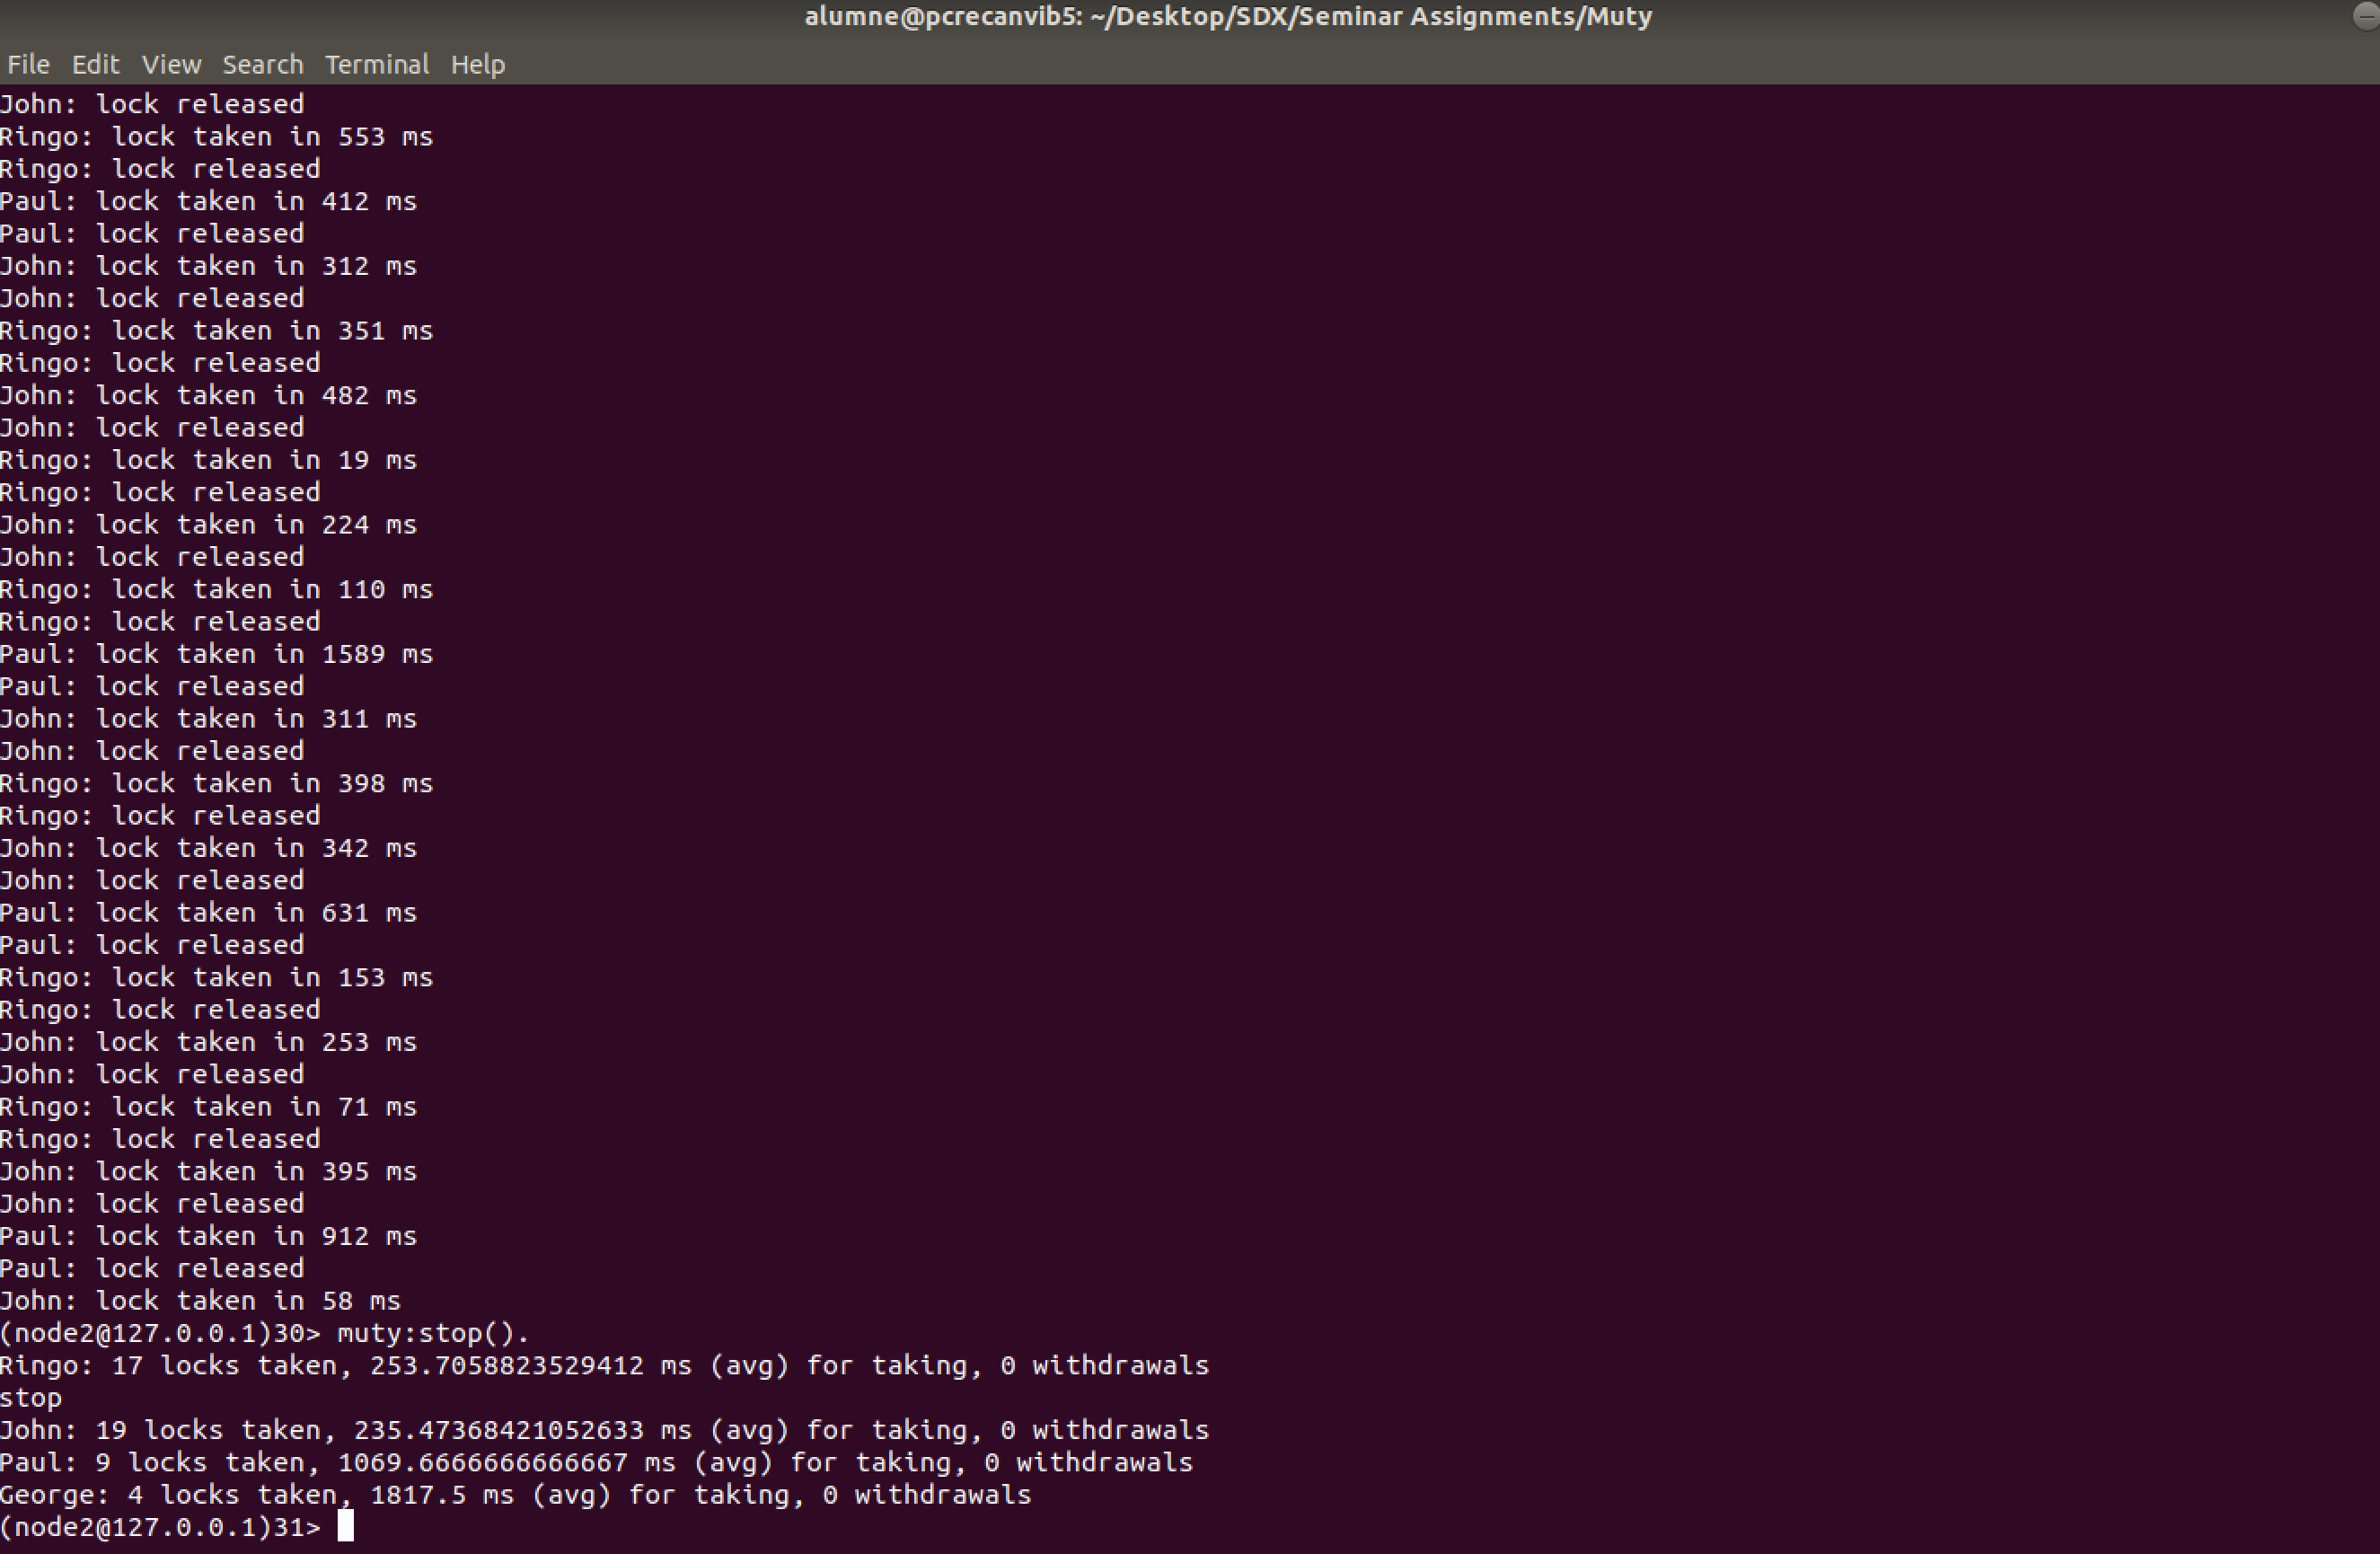 alumne@pcrecanvib5: ~/Desktop/SDX/Seminar Assignments/Muty
File Edit View Search Terminal Help
John: lock released
Ringo: lock taken in 553 ms
Ringo: lock released
Paul: lock taken in 412 ms
Paul: lock released
John: lock taken in 312 ms
John: lock released
Ringo: lock taken in 351 ms
Ringo: lock released
John: lock taken in 482 ms
John: lock released
Ringo: lock taken in 19 ms
Ringo: lock released
John: lock taken in 224 ms
John: lock released
Ringo: lock taken in 110 ms
Ringo: lock released
Paul: lock taken in 1589 ms
Paul: lock released
John: lock taken in 311 ms
John: lock released
Ringo: lock taken in 398 ms
Ringo: lock released
John: lock taken in 342 ms
John: lock released
Paul: lock taken in 631 ms
Paul: lock released
Ringo: lock taken in 153 ms
Ringo: lock released
John: lock taken in 253 ms
John: lock released
Ringo: lock taken in 71 ms
Ringo: lock released
John: lock taken in 395 ms
John: lock released
Paul: lock taken in 912 ms
Paul: lock released
John: lock taken in 58 ms
(node2@127.0.0.1)30> muty:stop().
Ringo: 17 locks taken, 253.7058823529412 ms (avg) for taking, 0 withdrawals
stop
John: 19 locks taken, 235.47368421052633 ms (avg) for taking, 0 withdrawals
Paul: 9 locks taken, 1069.6666666666667 ms (avg) for taking, 0 withdrawals
George: 4 locks taken, 1817.5 ms (avg) for taking, 0 withdrawals
(node2@127.0.0.1)31>